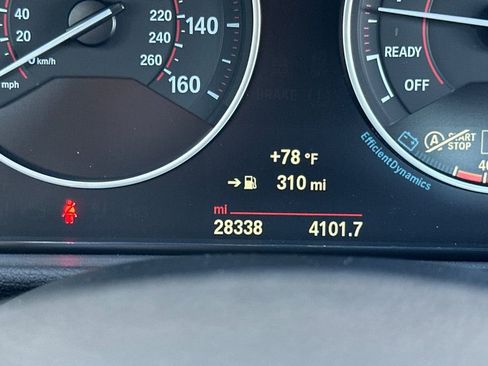 40
220
140
20
240
0 km/h
260
160
mph
READY
OFF
START
STOP
A
EfficientDynamics
+78 °F
310 mi
mi
28338 4101.7